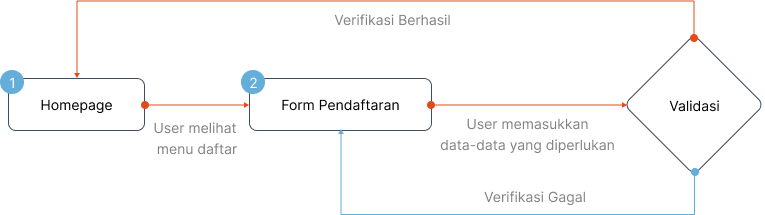 Verifikasi Berhasil
1
Homepage
User melihat
menu daftar
2
Form Pendaftaran
User memasukkan
data-data yang diperlukan
Validasi
Verifikasi Gagal